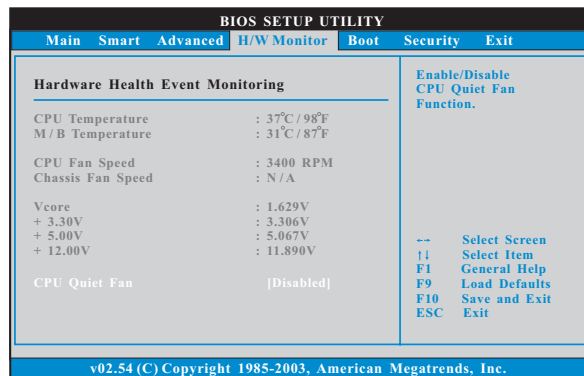 BIOS SETUP UTILITY
Main Smart Advanced H/W Monitor Boot Security Exit
Hardware Health Event Monitoring
CPU Temperature : 37°C / 98°F
M / B Temperature : 31°C / 87°F
CPU Fan Speed : 3400 RPM
Chassis Fan Speed : N / A
Vcore : 1.629V
+ 3.30V : 3.306V
+ 5.00V : 5.067V
+ 12.00V : 11.890V
CPU Quiet Fan [Disabled]
Enable/Disable
CPU Quiet Fan
Function.
←→ Select Screen
↑↓ Select Item
F1 General Help
F9 Load Defaults
F10 Save and Exit
ESC Exit
v02.54 (C) Copyright 1985-2003, American Megatrends, Inc.